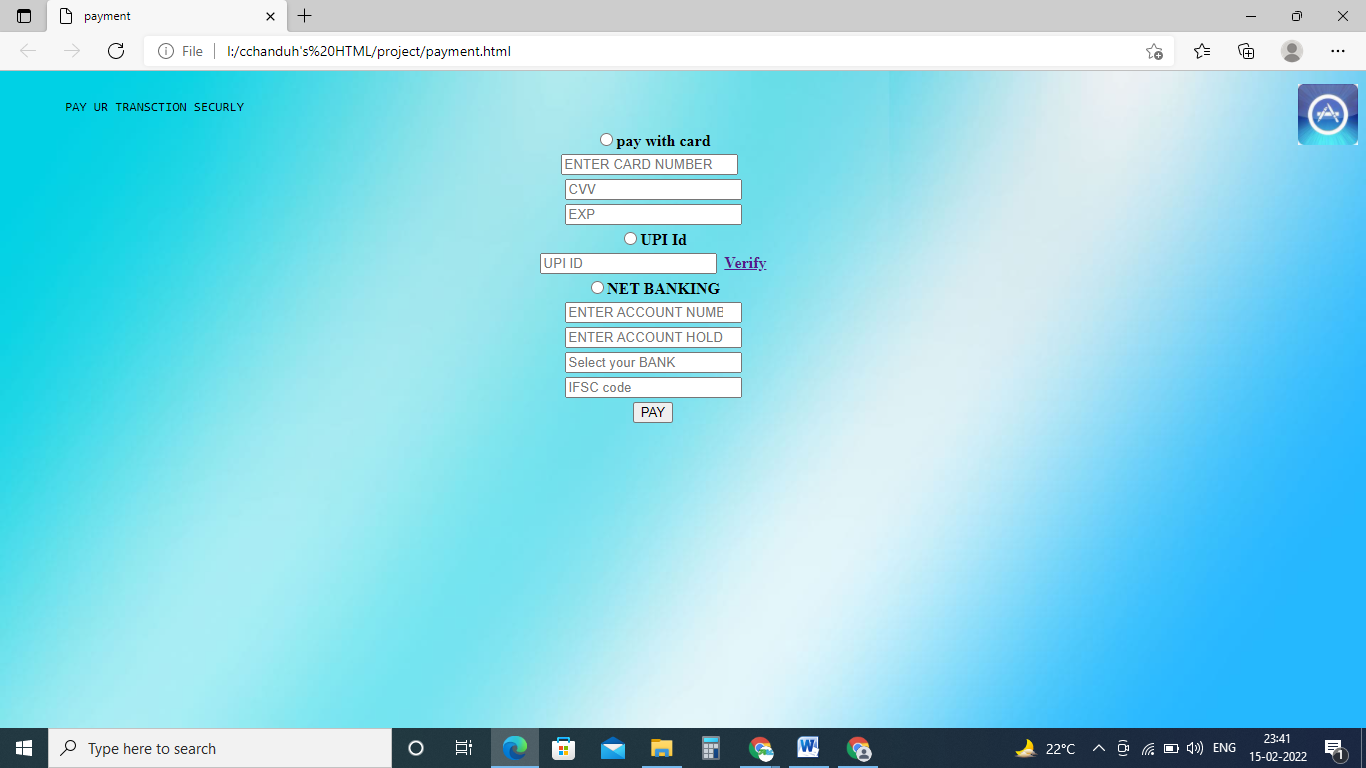 payment
File
I:/cchanduh's%20HTML/project/payment.html
PAY UR TRANSCTION SECURLY
pay with card
ENTER CARD NUMBER
CVV
EXP
UPI Id
UPI ID Verify
NET BANKING
ENTER ACCOUNT NUMB
ENTER ACCOUNT HOLD
Select your BANK
IFSC code
PAY
Type here to search
22°C
ENG
23:41
15-02-2022
1